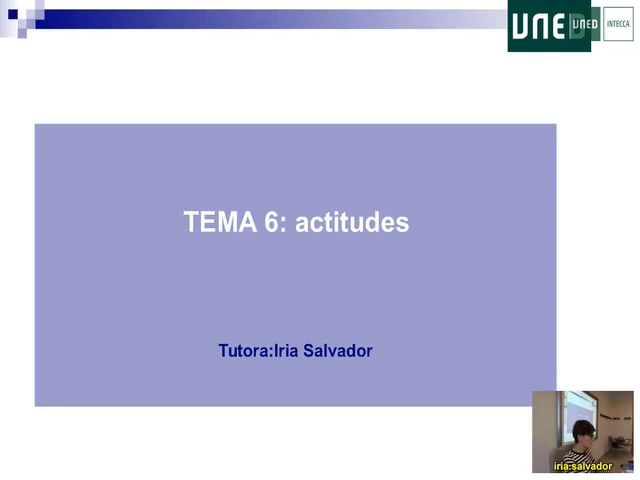 UNED
UNED
INTECCA
TEMA 6: actitudes
Tutora:Iria Salvador
iria:salvador